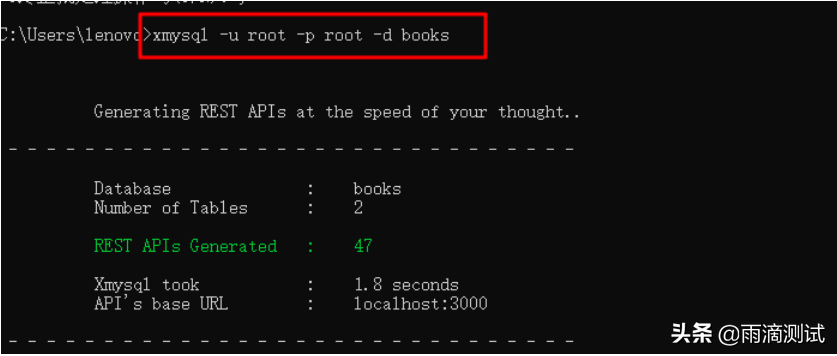 C:\Users\lenovo>xmysql -u root -p root -d books
Generating REST APIs at the speed of your thought..
- - - - - - - - - - - - - - - - - - - - - - - - - - - - - -
Database : books
Number of Tables : 2
REST APIs Generated : 47
Xmysql took : 1.8 seconds
API's base URL : localhost:3000
- - - - - - - - - - - - - - - - - - - - - - - - - - - - - -
头条 @雨滴测试